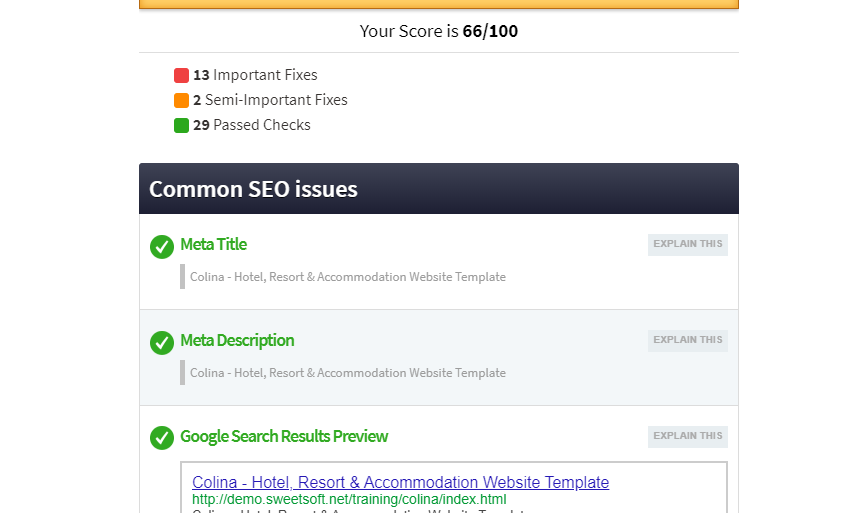 Your Score is 66/100
13 Important Fixes
2 Semi-Important Fixes
29 Passed Checks
Common SEO issues
Meta Title
EXPLAIN THIS
Colina - Hotel, Resort & Accommodation Website Template
Meta Description
EXPLAIN THIS
Colina - Hotel, Resort & Accommodation Website Template
Google Search Results Preview
EXPLAIN THIS
Colina - Hotel, Resort & Accommodation Website Template
http://demo.sweetsoft.net/training/colina/index.html